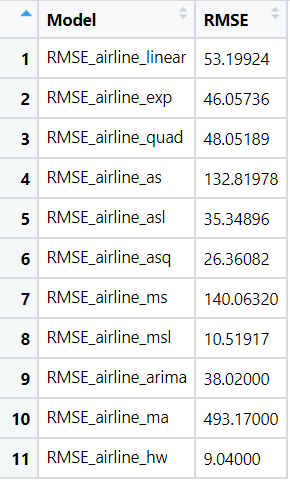 Model RMSE
1 RMSE_airline_linear 53.19924
2 RMSE_airline_exp 46.05736
3 RMSE_airline_quad 48.05189
4 RMSE_airline_as 132.81978
5 RMSE_airline_asl 35.34896
6 RMSE_airline_asq 26.36082
7 RMSE_airline_ms 140.06320
8 RMSE_airline_msl 10.51917
9 RMSE_airline_arima 38.02000
10 RMSE_airline_ma 493.17000
11 RMSE_airline_hw 9.04000